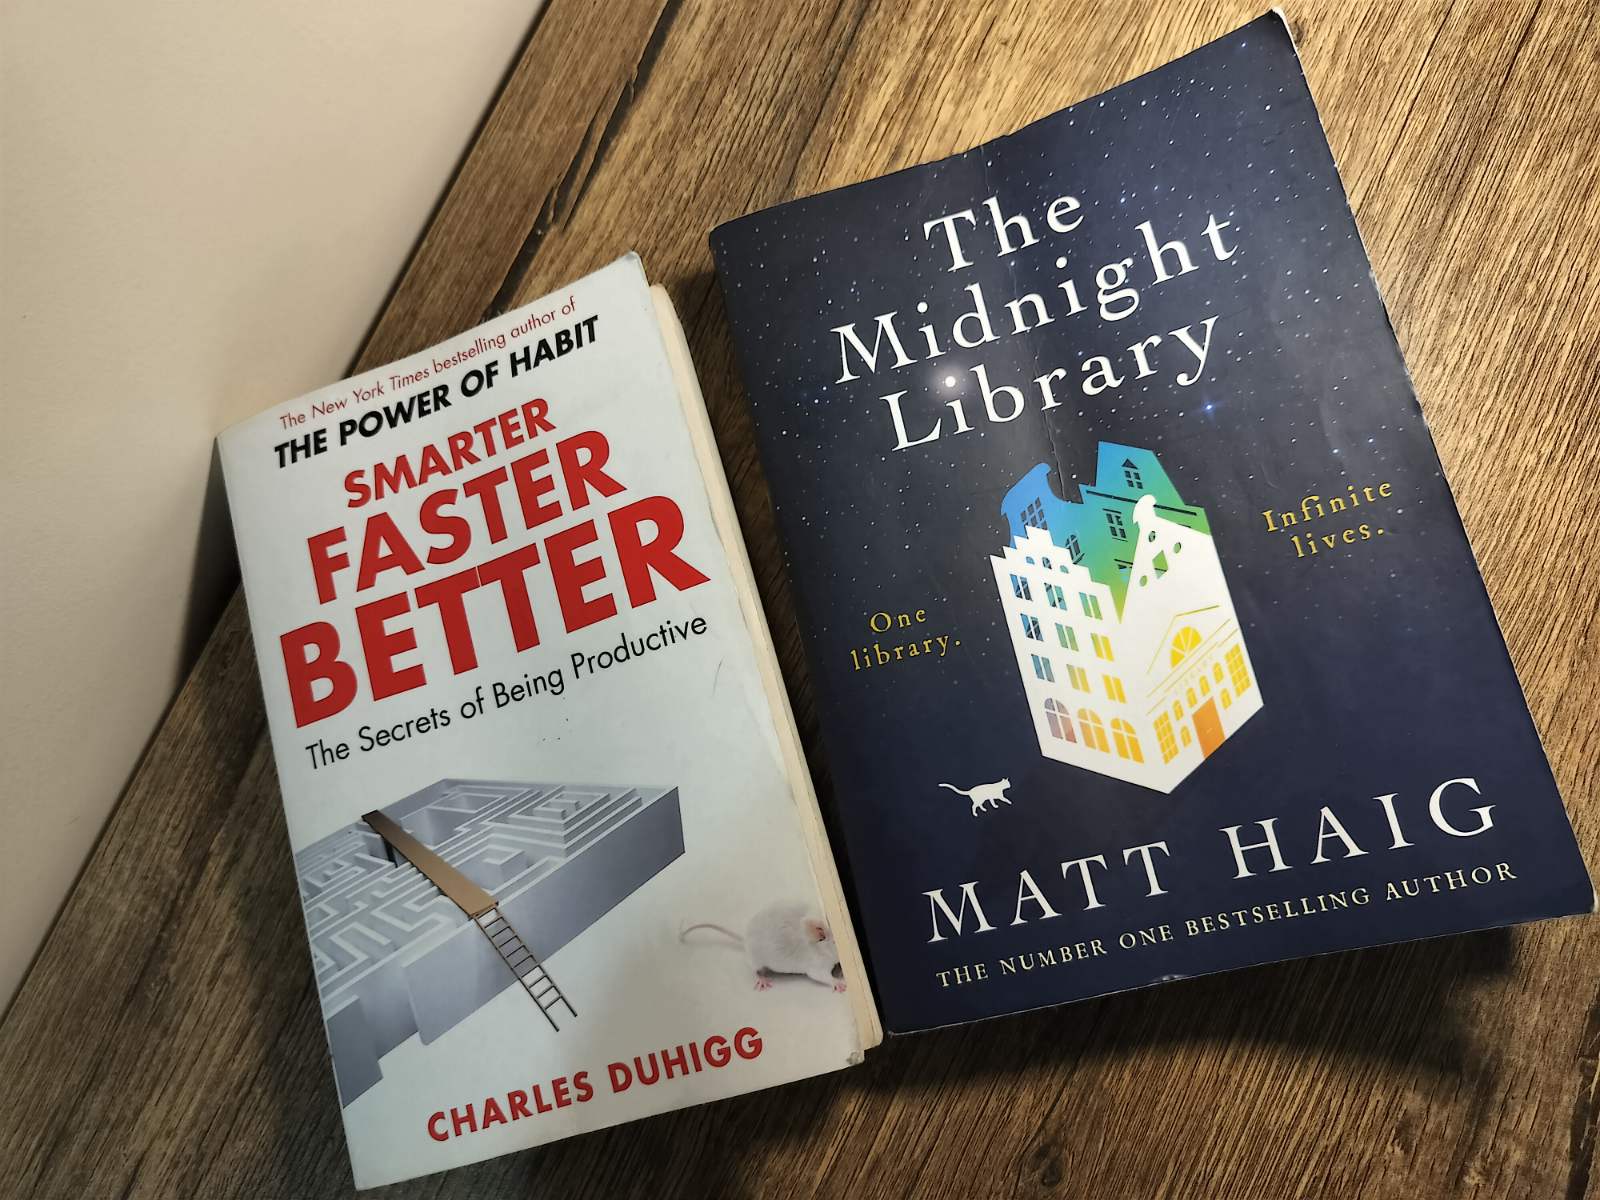 The New York Times bestselling author of
THE POWER OF HABIT
SMARTER
FASTER
BETTER
The Secrets of Being Productive
CHARLES DUHIGG
The
Midnight
Library
Infinite
lives.
One
library.
LIBRARY
MATT HAIG
THE NUMBER ONE BESTSELLING AUTHOR